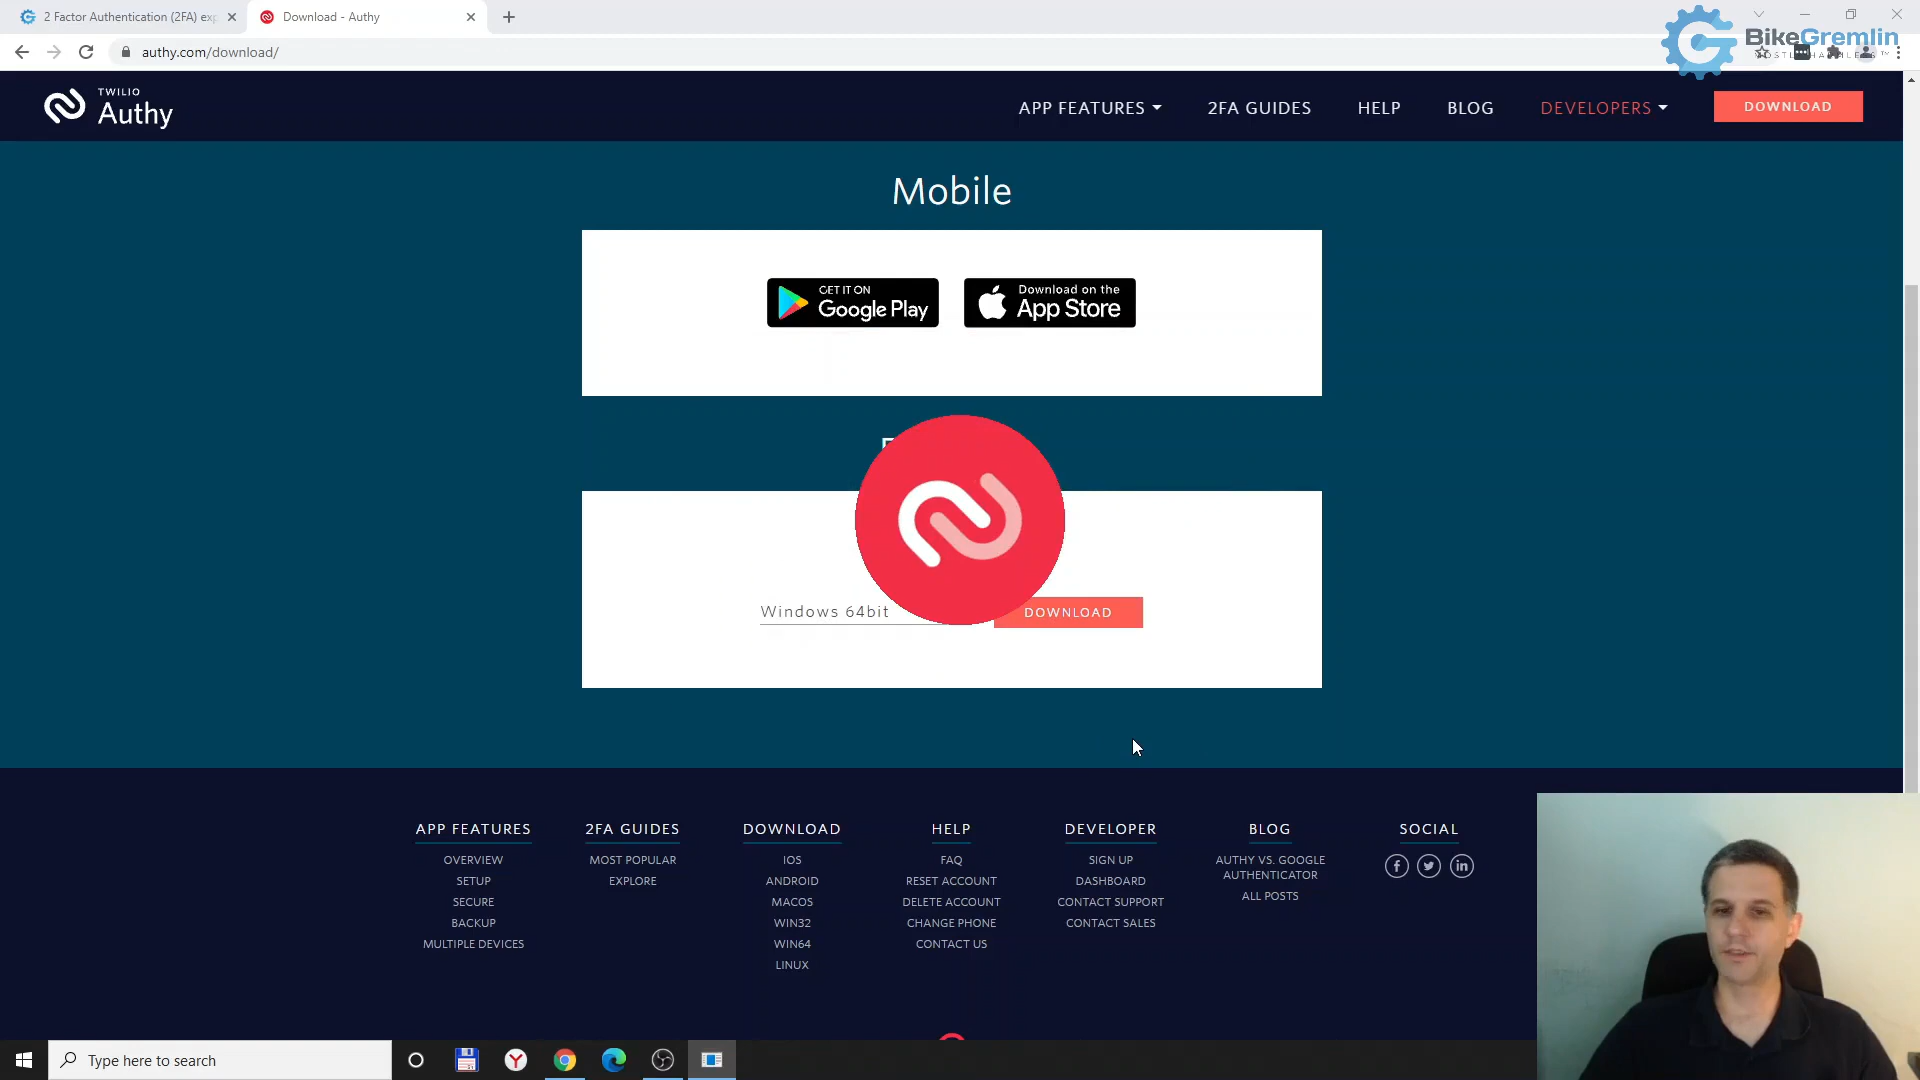 2 Factor Authentication (2FA) exp
Download - Authy
BikeGremlin
authy.com/download/
TWILIO
Authy
APP FEATURES
2FA GUIDES
HELP
BLOG
DEVELOPERS
DOWNLOAD
Mobile
GET IT ON
Google Play
Download on the
App Store
Windows 64bit
DOWNLOAD
APP FEATURES
OVERVIEW
SETUP
SECURE
BACKUP
MULTIPLE DEVICES
2FA GUIDES
MOST POPULAR
EXPLORE
DOWNLOAD
IOS
ANDROID
MACOS
WIN32
WIN64
LINUX
HELP
FAQ
RESET ACCOUNT
DELETE ACCOUNT
CHANGE PHONE
CONTACT US
DEVELOPER
SIGN UP
DASHBOARD
CONTACT SUPPORT
CONTACT SALES
BLOG
AUTHY VS. GOOGLE
AUTHENTICATOR
ALL POSTS
SOCIAL
Type here to search